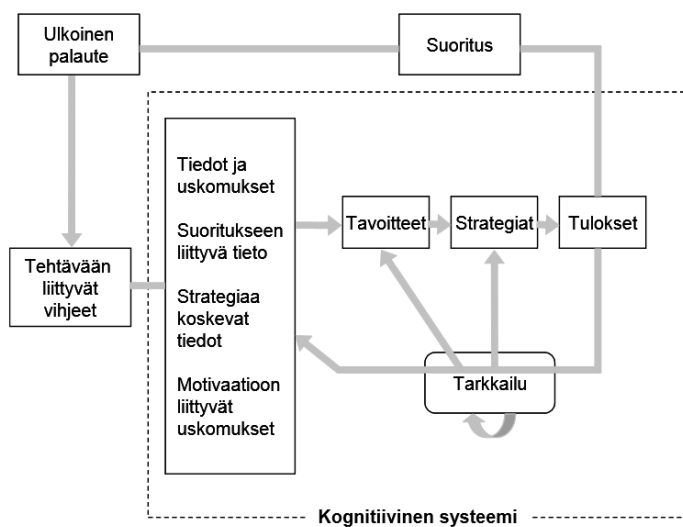 Ulkoinen
palaute
Suoritus
Tiedot ja
uskomukset
Suoritukseen
liittyvä tieto
Strategiaa
koskevat
tiedot
Motivaatioon
liittyvät
uskomukset
Tavoitteet
Strategiat
Tulokset
Tehtävään
liittyvät
vihjeet
Tarkkailu
Kognitiivinen systeemi